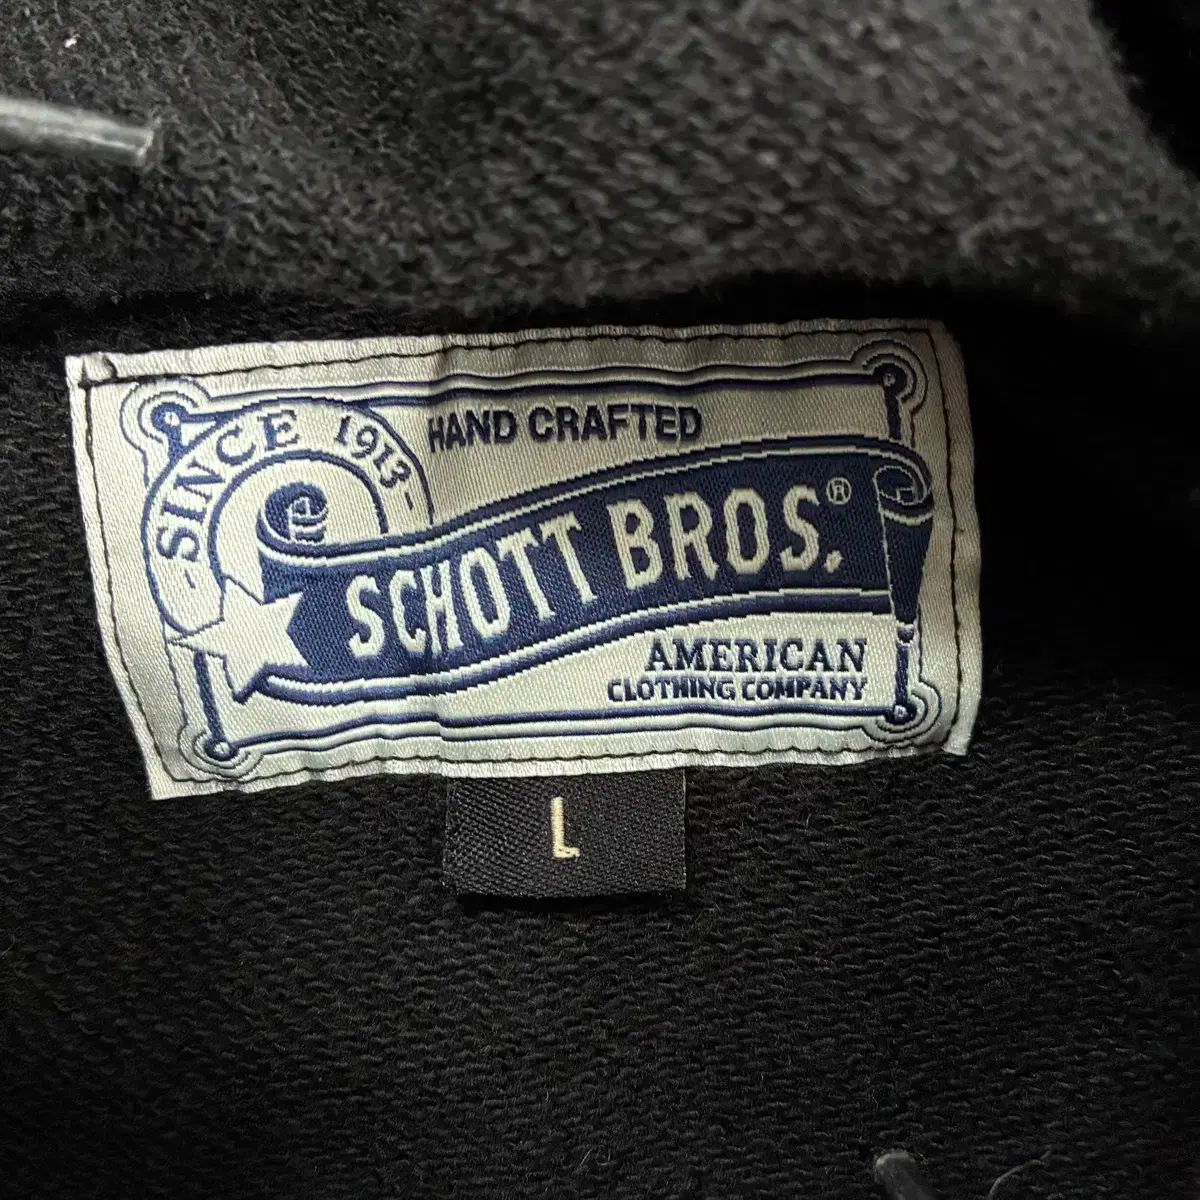 -SINCE 1913-
HAND CRAFTED
SCHOTT BROS.®
AMERICAN
CLOTHING COMPANY
L